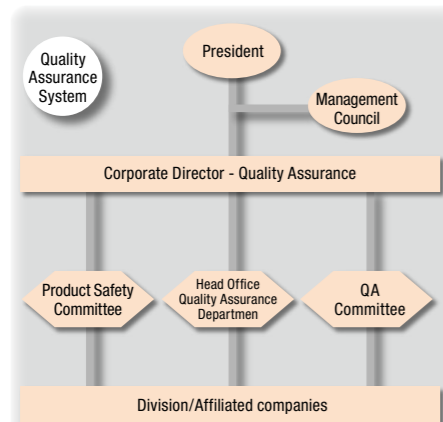 Quality
Assurance
System
President
Management
Council
Corporate Director - Quality Assurance
Product Safety
Committee
Head Office
Quality Assurance
Departmen
QA
Committee
Division/Affiliated companies